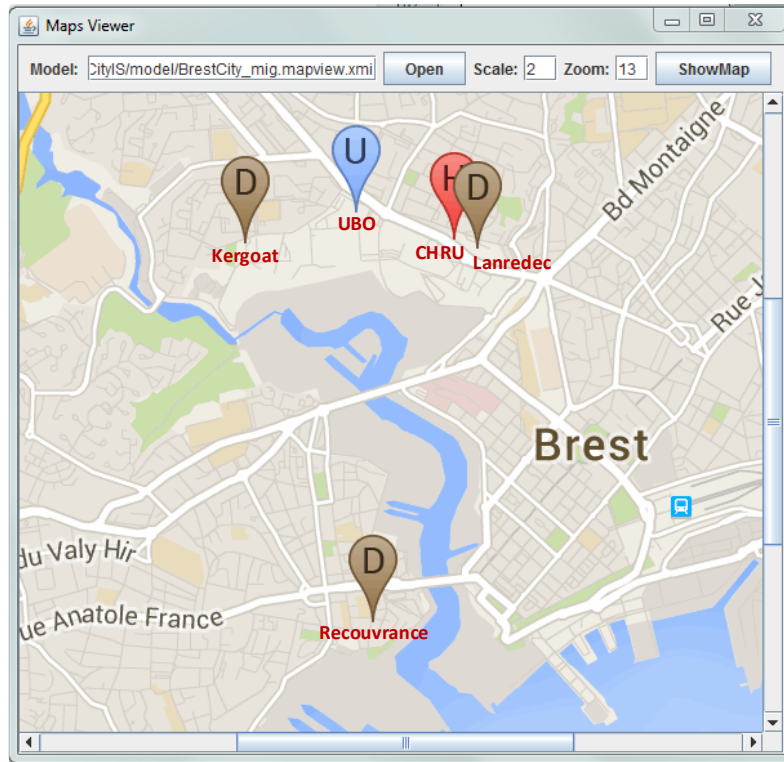 Maps Viewer
Model: CityIS/model/BrestCity_mig.mapview.xmi Open Scale: 2 Zoom: 13 ShowMap
Bd Montaigne
U
D
H
D
UBO
CHRU
Kergoat
Lanredec
Rue
Brest
du Valy Hir
D
ue Anatole France
Recouvrance